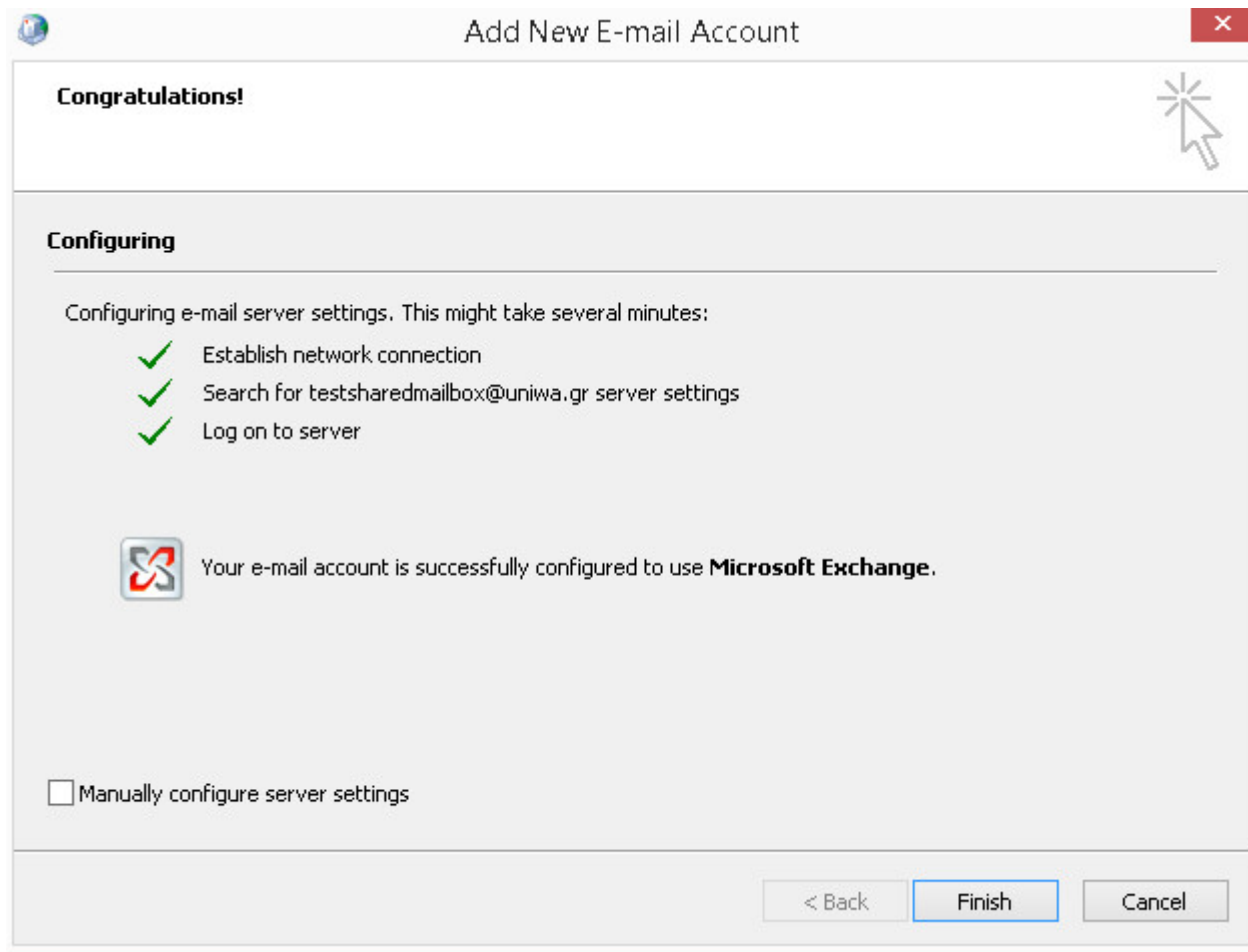 Add New E-mail Account
Congratulations!
Configuring
Configuring e-mail server settings. This might take several minutes:
Establish network connection
Search for testsharedmailbox@uniwa.gr server settings
Log on to server
Your e-mail account is successfully configured to use Microsoft Exchange.
Manually configure server settings
< Back Finish Cancel